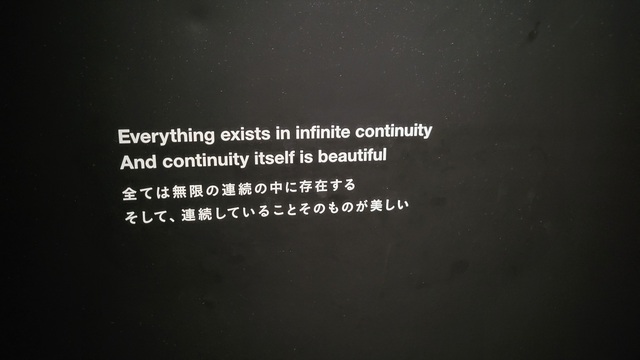 Everything exists in infinite continuity
And continuity itself is beautiful
全ては無限の連続の中に存在する
そして、連続していることそのものが美しい